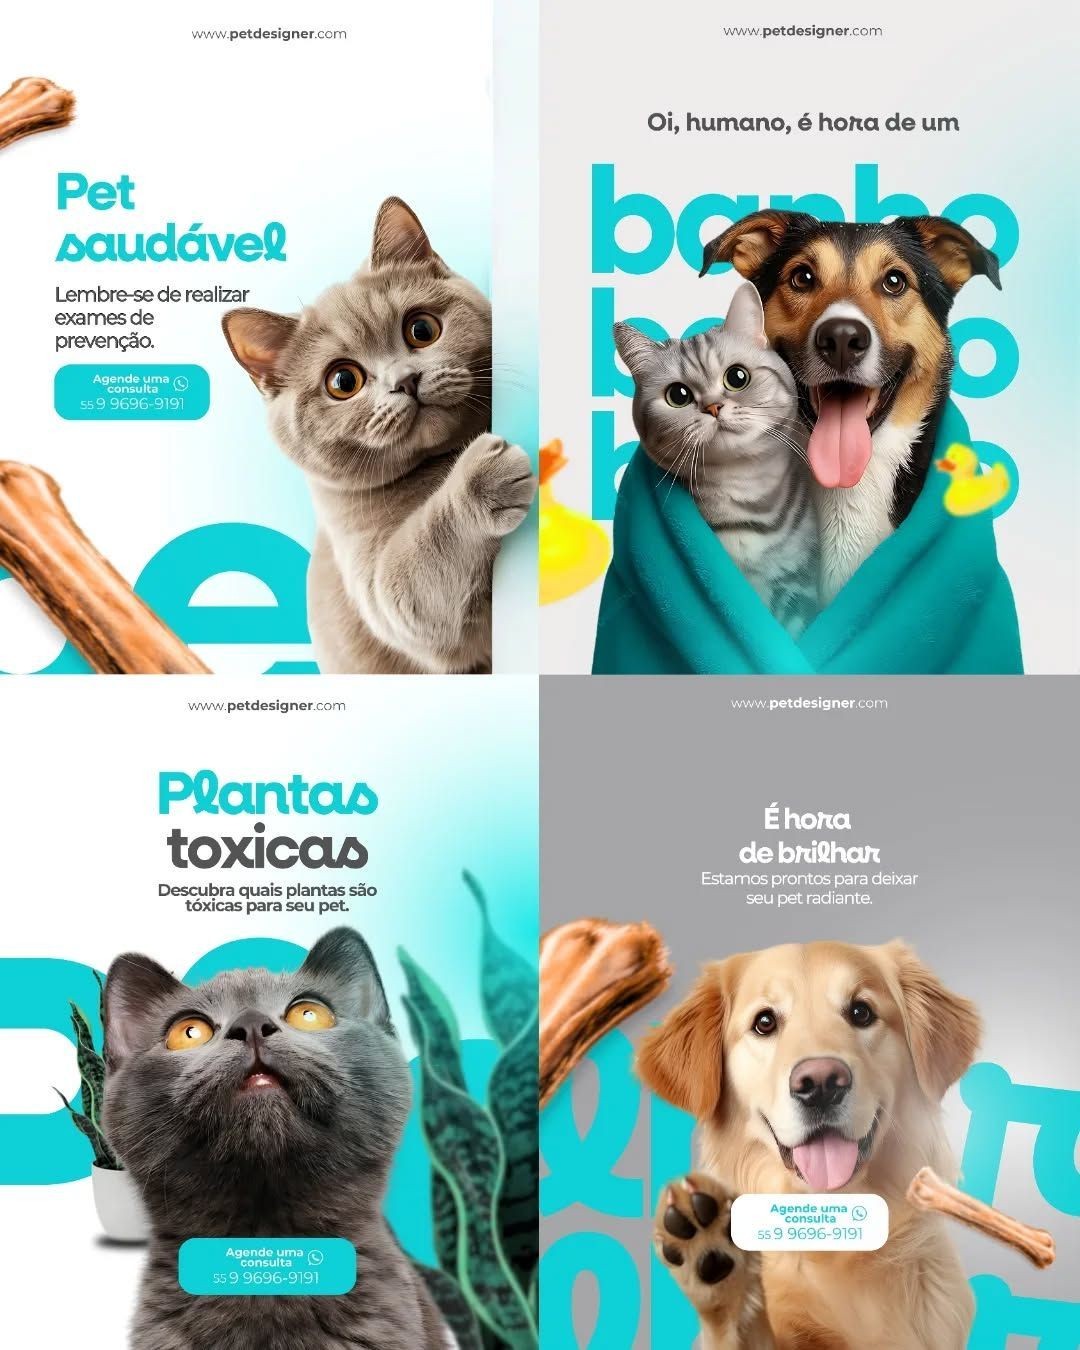 www.petdesigner.com
Pet
saudável
Lembre-se de realizar
exames de
prevenção.
Agende uma
consulta
55 9 9696-9191
e
www.petdesigner.com
Oi, humano, é hora de um
banho
www.petdesigner.com
Plantas
toxicas
Descubra quais plantas são
tóxicas para seu pet.
Agende uma
consulta
55 9 9696-9191
www.petdesigner.com
É hora
de brilhar
Estamos prontos para deixar
seu pet radiante.
Agende uma
consulta
55 9 9696-9191